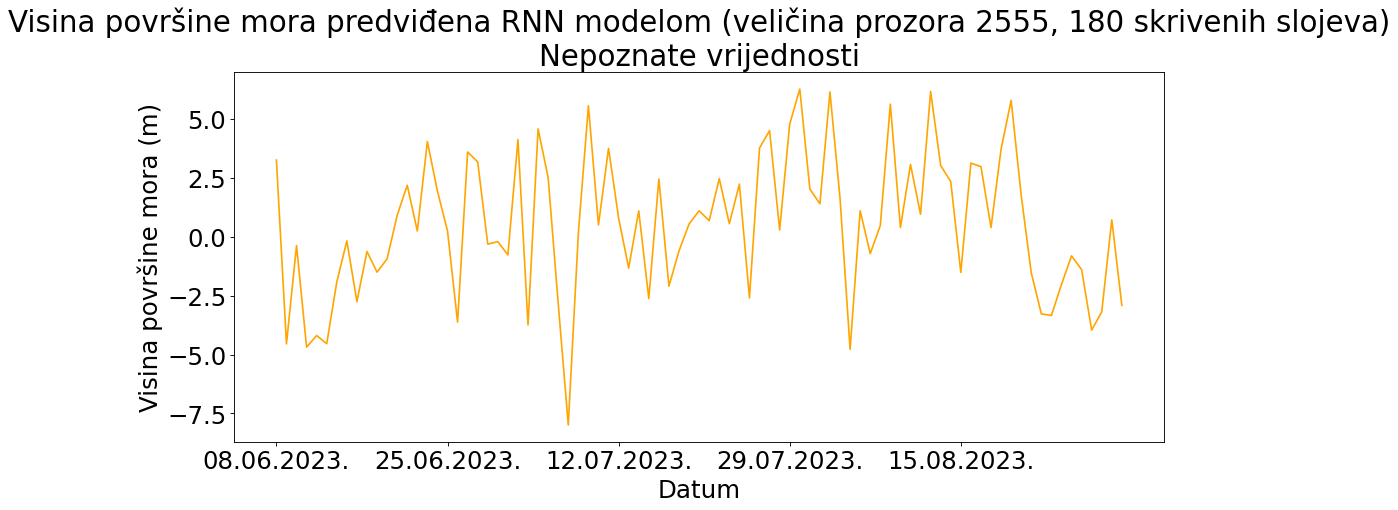 Visina površine mora predviđena RNN modelom (veličina prozora 2555, 180 skrivenih slojeva)
Nepoznate vrijednosti
Visina površine mora (m)
5.0
2.5
0.0
−2.5
−5.0
−7.5
08.06.2023. 25.06.2023. 12.07.2023. 29.07.2023. 15.08.2023.
Datum